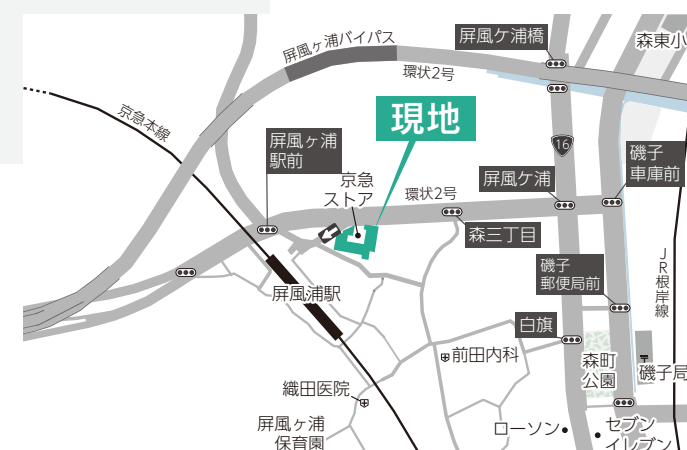 屏風ケ浦橋
森東小
屏風ヶ浦バイパス
環状2号
京急本線
現地
屏風ヶ浦
駅前
16
磯子
車庫前
京急
ストア
環状2号
屏風ケ浦
森三丁目
JR根岸線
磯子
郵便局前
屏風浦駅
白旗
前田内科
森町
公園
磯子局
織田医院
屏風ヶ浦
保育園
ローソン
セブン
イレブン